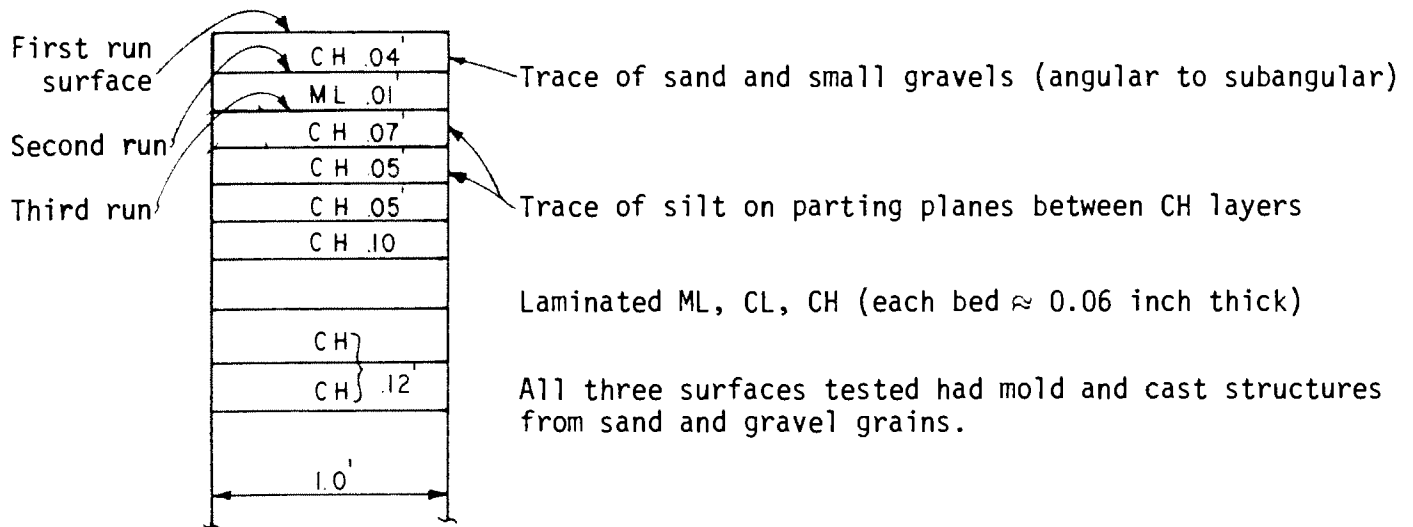 First run
surface
Second run
Third run
CH .04'
ML .01'
CH .07'
CH .05'
CH .05'
CH .10
CH
CH
.12'
1.0'
Trace of sand and small gravels (angular to subangular)
Trace of silt on parting planes between CH layers
Laminated ML, CL, CH (each bed ≈ 0.06 inch thick)
All three surfaces tested had mold and cast structures
from sand and gravel grains.